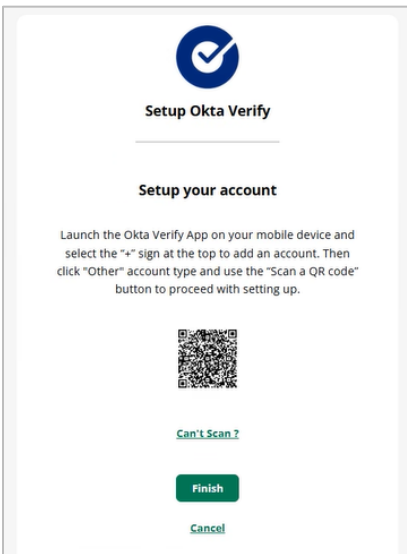 Setup Okta Verify
Setup your account
Launch the Okta Verify App on your mobile device and
select the “+” sign at the top to add an account. Then
click "Other" account type and use the “Scan a QR code”
button to proceed with setting up.
Can't Scan ?
Finish
Cancel